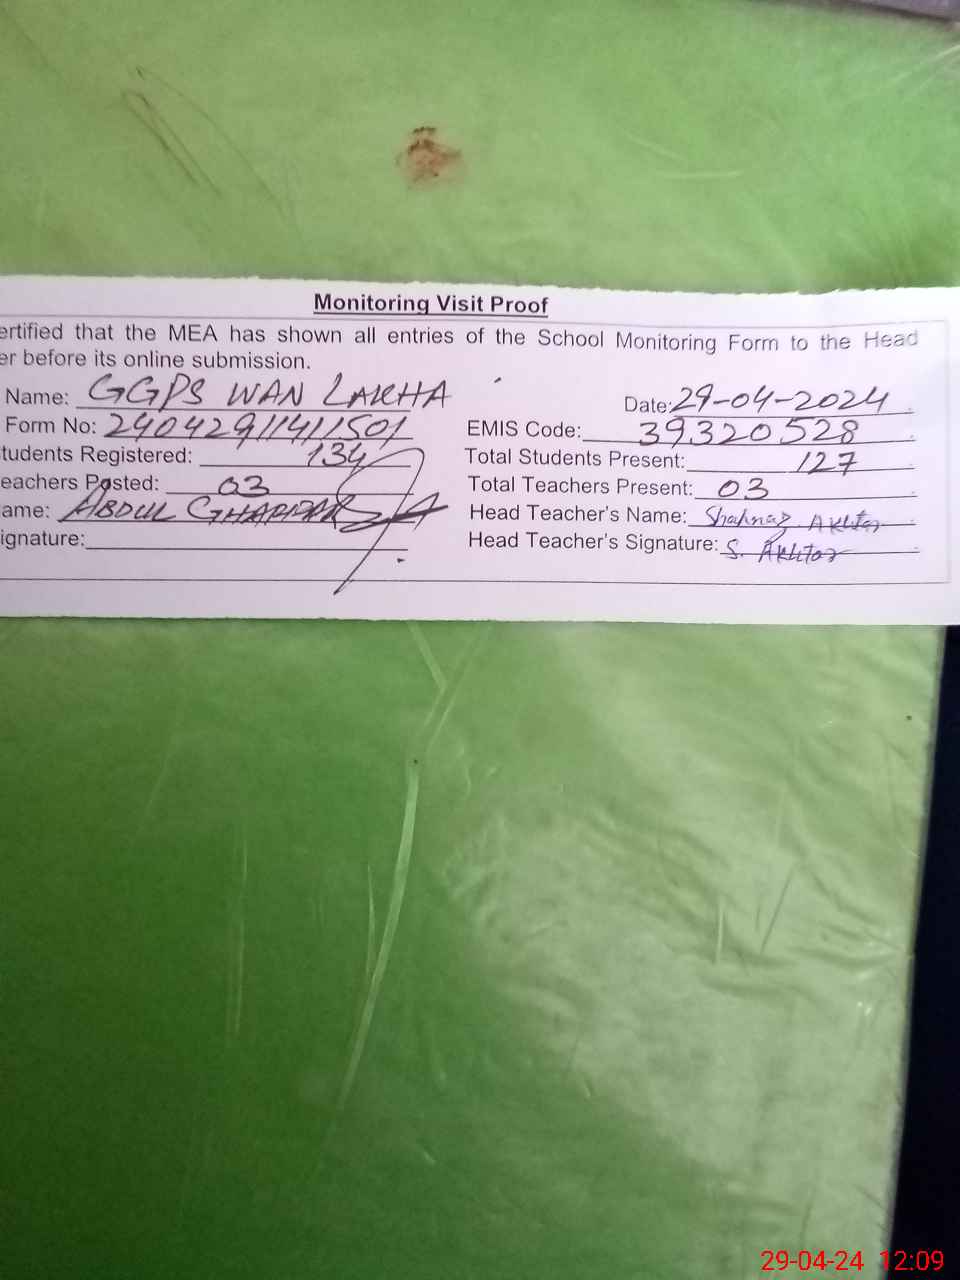 Monitoring Visit Proof
ertified that the MEA has shown all entries of the School Monitoring Form to the Head
er before its online submission.
Name: GGPS WAN LAKHA Date: 29-04-2024
Form No: 24042911411501 EMIS Code: 39320528
tudents Registered: 134 Total Students Present: 127
eachers Posted: 03 Total Teachers Present: 03
ame: ABDUL GHAFFAR Head Teacher's Name: Shahnaz Akhtar
ignature: Head Teacher's Signature: S. Akhtar
29-04-24 12:09